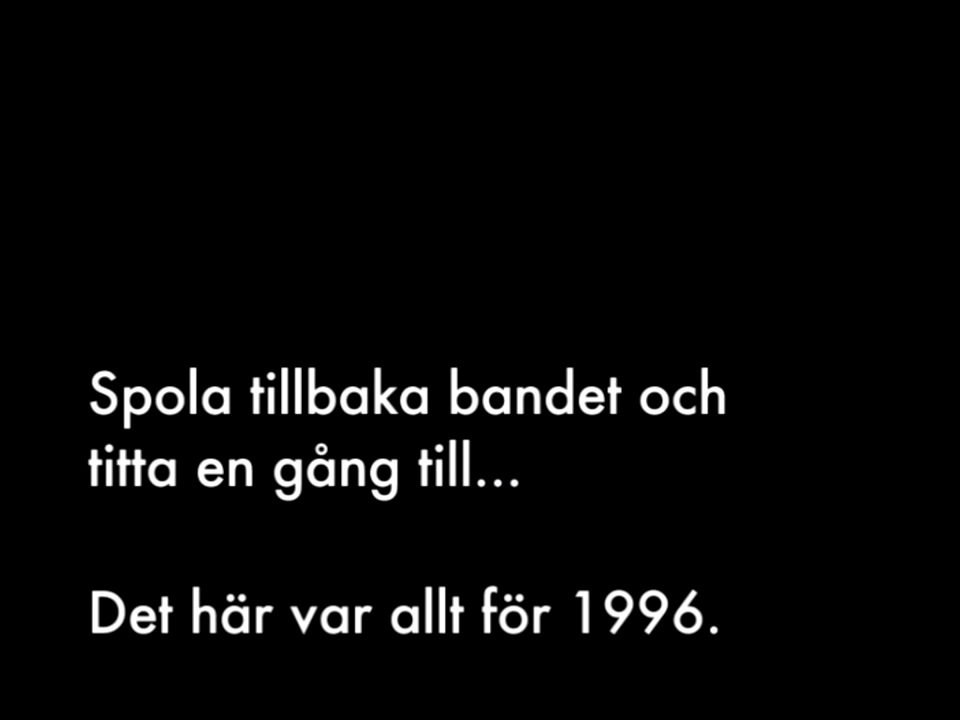 Spola tillbaka bandet och
titta en gång till...
Det här var allt för 1996.